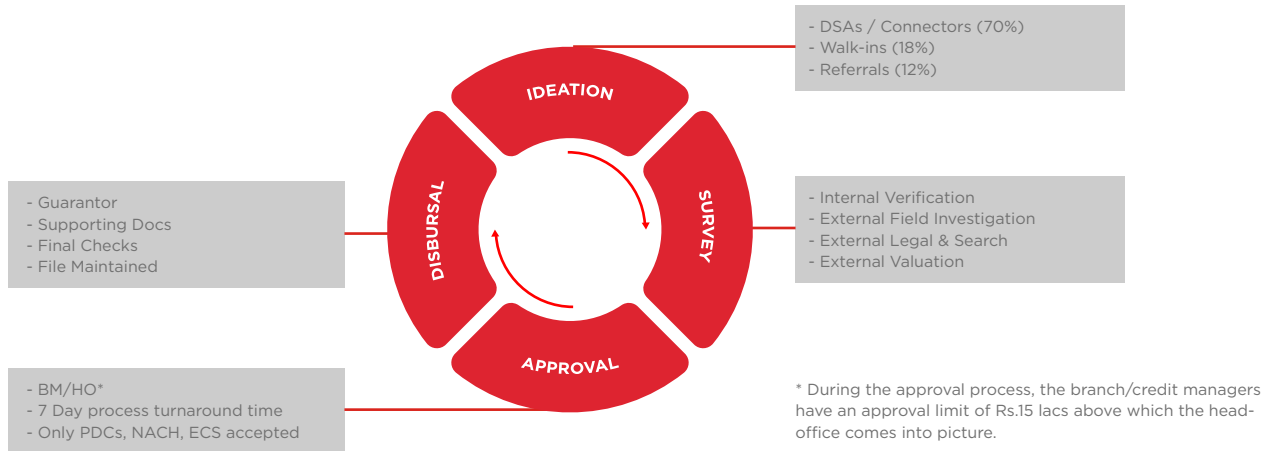 - DSAs / Connectors (70%)
- Walk-ins (18%)
- Referrals (12%)
IDEATION
SURVEY
- Internal Verification
- External Field Investigation
- External Legal & Search
- External Valuation
DISBURSAL
- Guarantor
- Supporting Docs
- Final Checks
- File Maintained
APPROVAL
- BM/HO*
- 7 Day process turnaround time
- Only PDCs, NACH, ECS accepted
* During the approval process, the branch/credit managers
have an approval limit of Rs.15 lacs above which the head-
office comes into picture.